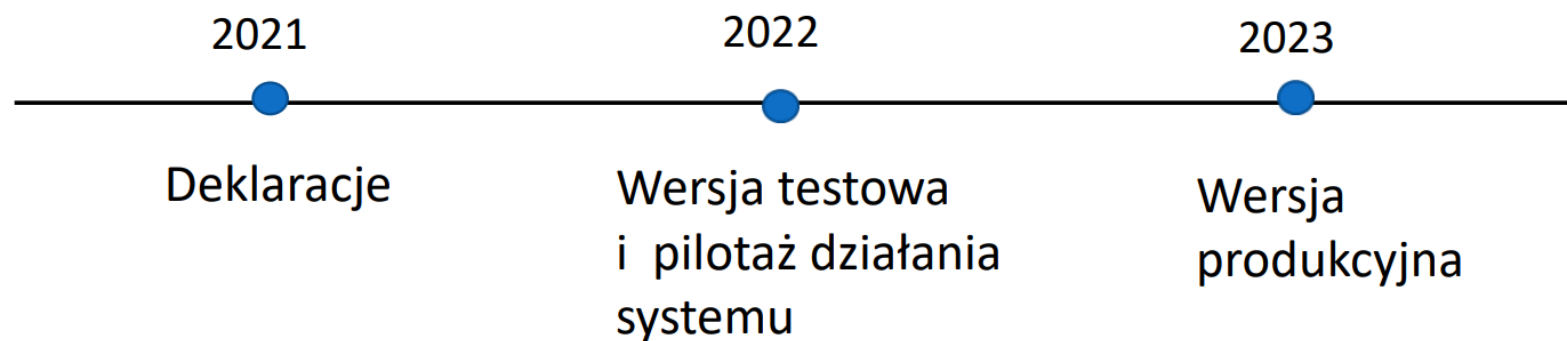 2021
Deklaracje
2022
Wersja testowa
i  pilotaż działania
systemu
2023
Wersja
produkcyjna